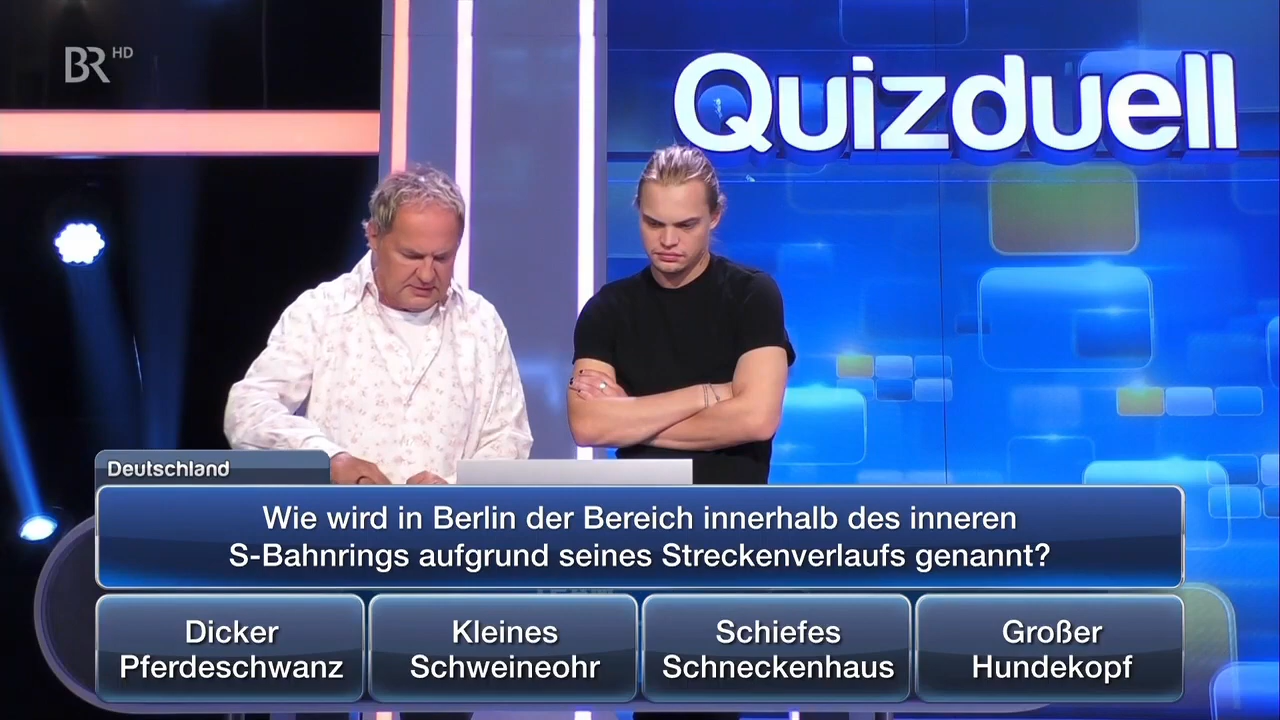 BR HD
Quizduell
Deutschland
Wie wird in Berlin der Bereich innerhalb des inneren
S-Bahnrings aufgrund seines Streckenverlaufs genannt?
Dicker
Pferdeschwanz
Kleines
Schweineohr
Schiefes
Schneckenhaus
Großer
Hundekopf